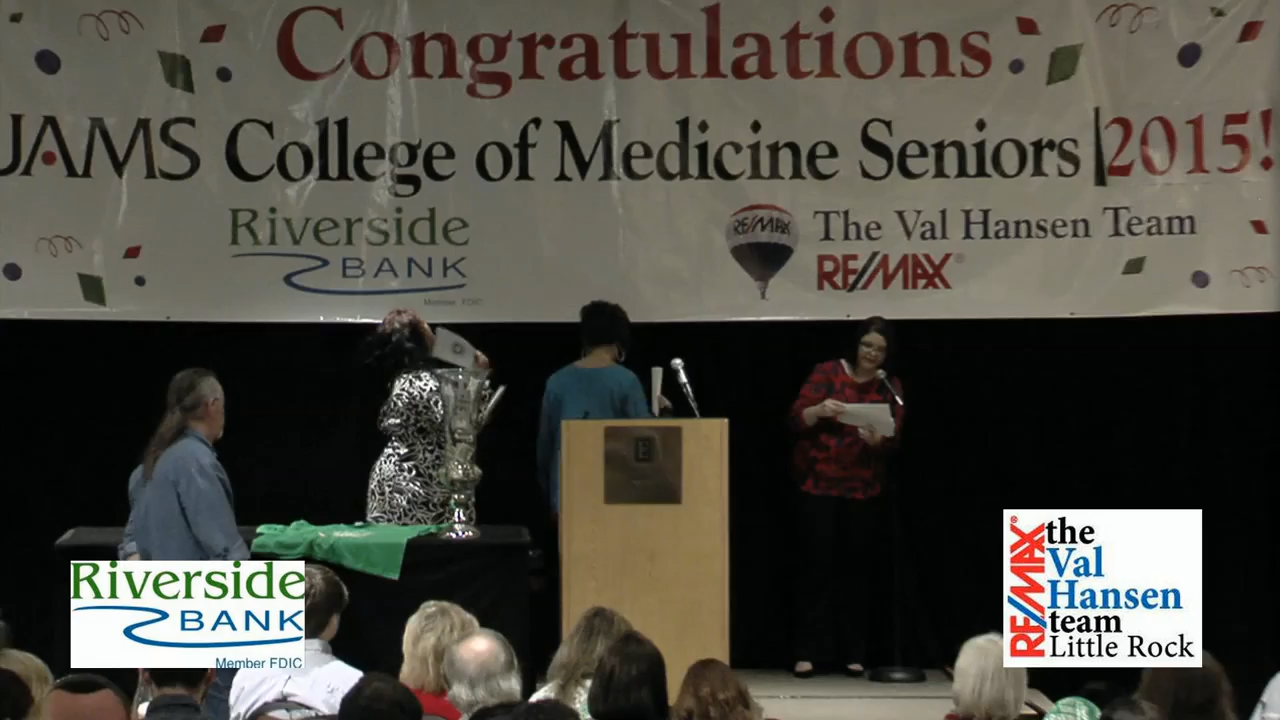 Congratulations
UAMS College of Medicine Seniors 2015!
Riverside
BANK
Member FDIC
RE/MAX
The Val Hansen Team
RE/MAX®
E
Riverside
BANK
Member FDIC
RE/MAX®
the
Val
Hansen
team
Little Rock